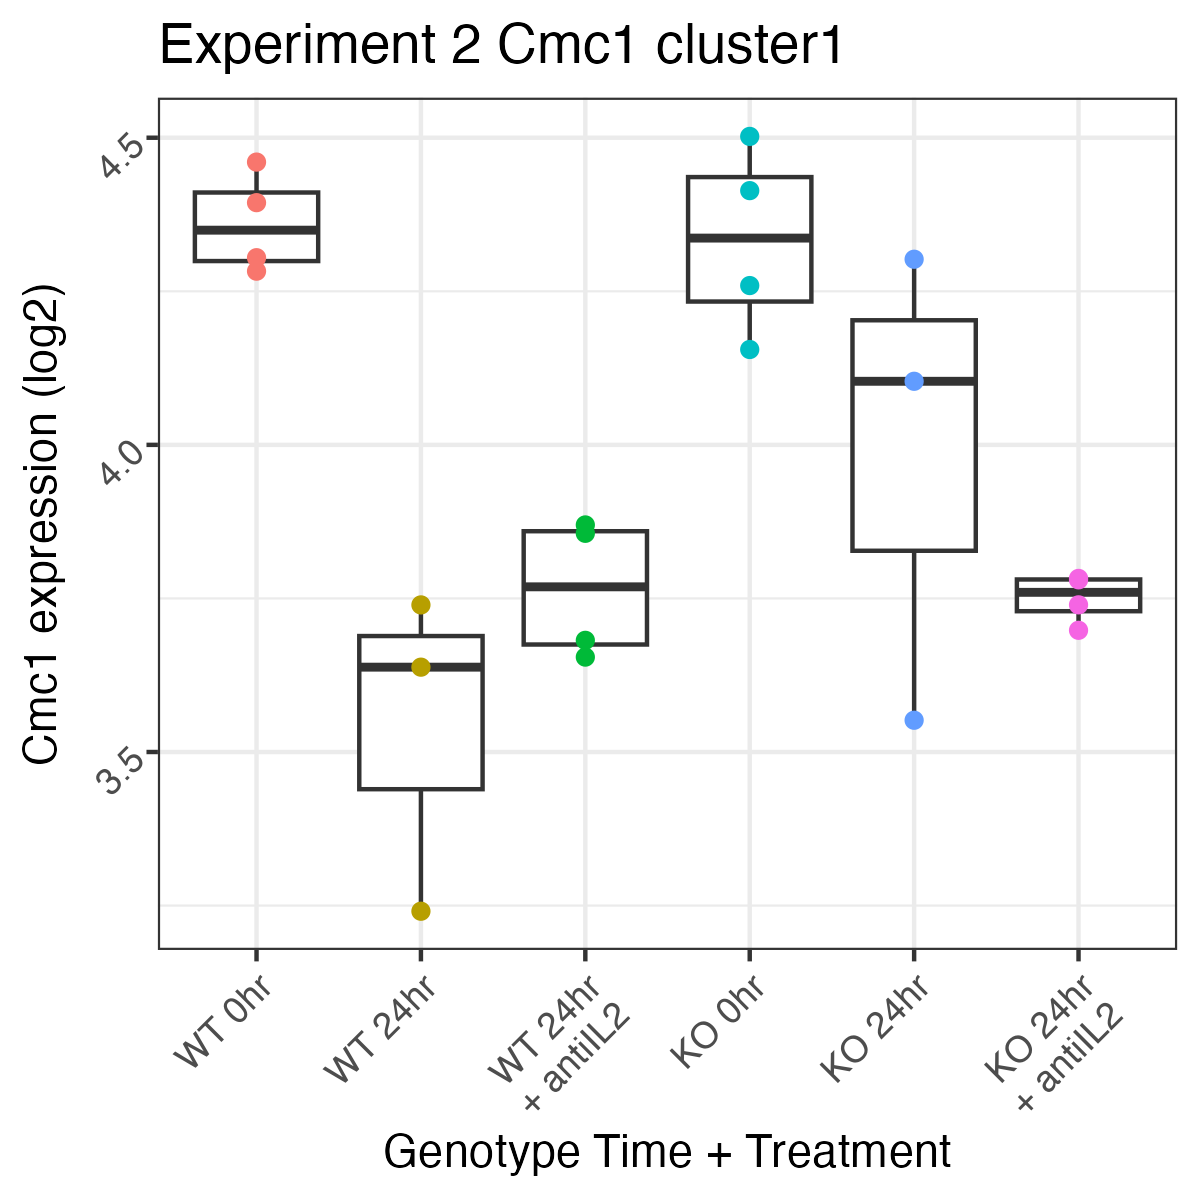 Experiment 2 Cmc1 cluster1
Cmc1 expression (log2)
4.5
4.0
3.5
WT 0hr
WT 24hr
WT 24hr
+ antiIL2
KO 0hr
KO 24hr
KO 24hr
+ antiIL2
Genotype Time + Treatment